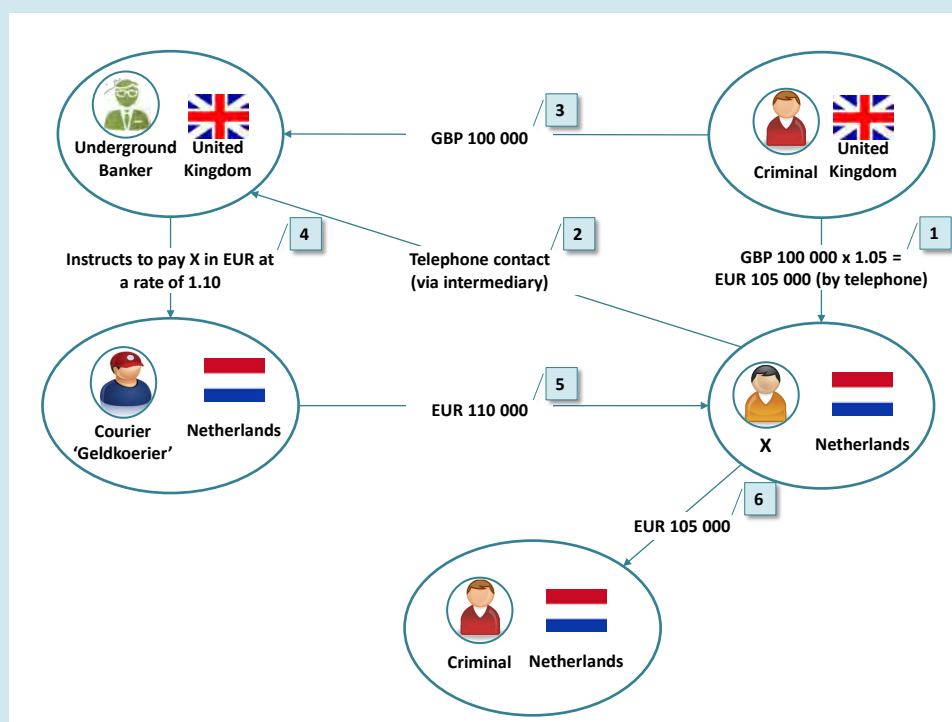 3
GBP 100 000
Underground
Banker
United
Kingdom
Criminal
United
Kingdom
4
2
1
Instructs to pay X in EUR at
a rate of 1.10
Telephone contact
(via intermediary)
GBP 100 000 x 1.05 =
EUR 105 000 (by telephone)
5
EUR 110 000
Courier
'Geldkoerier'
Netherlands
X
Netherlands
6
EUR 105 000
Criminal
Netherlands